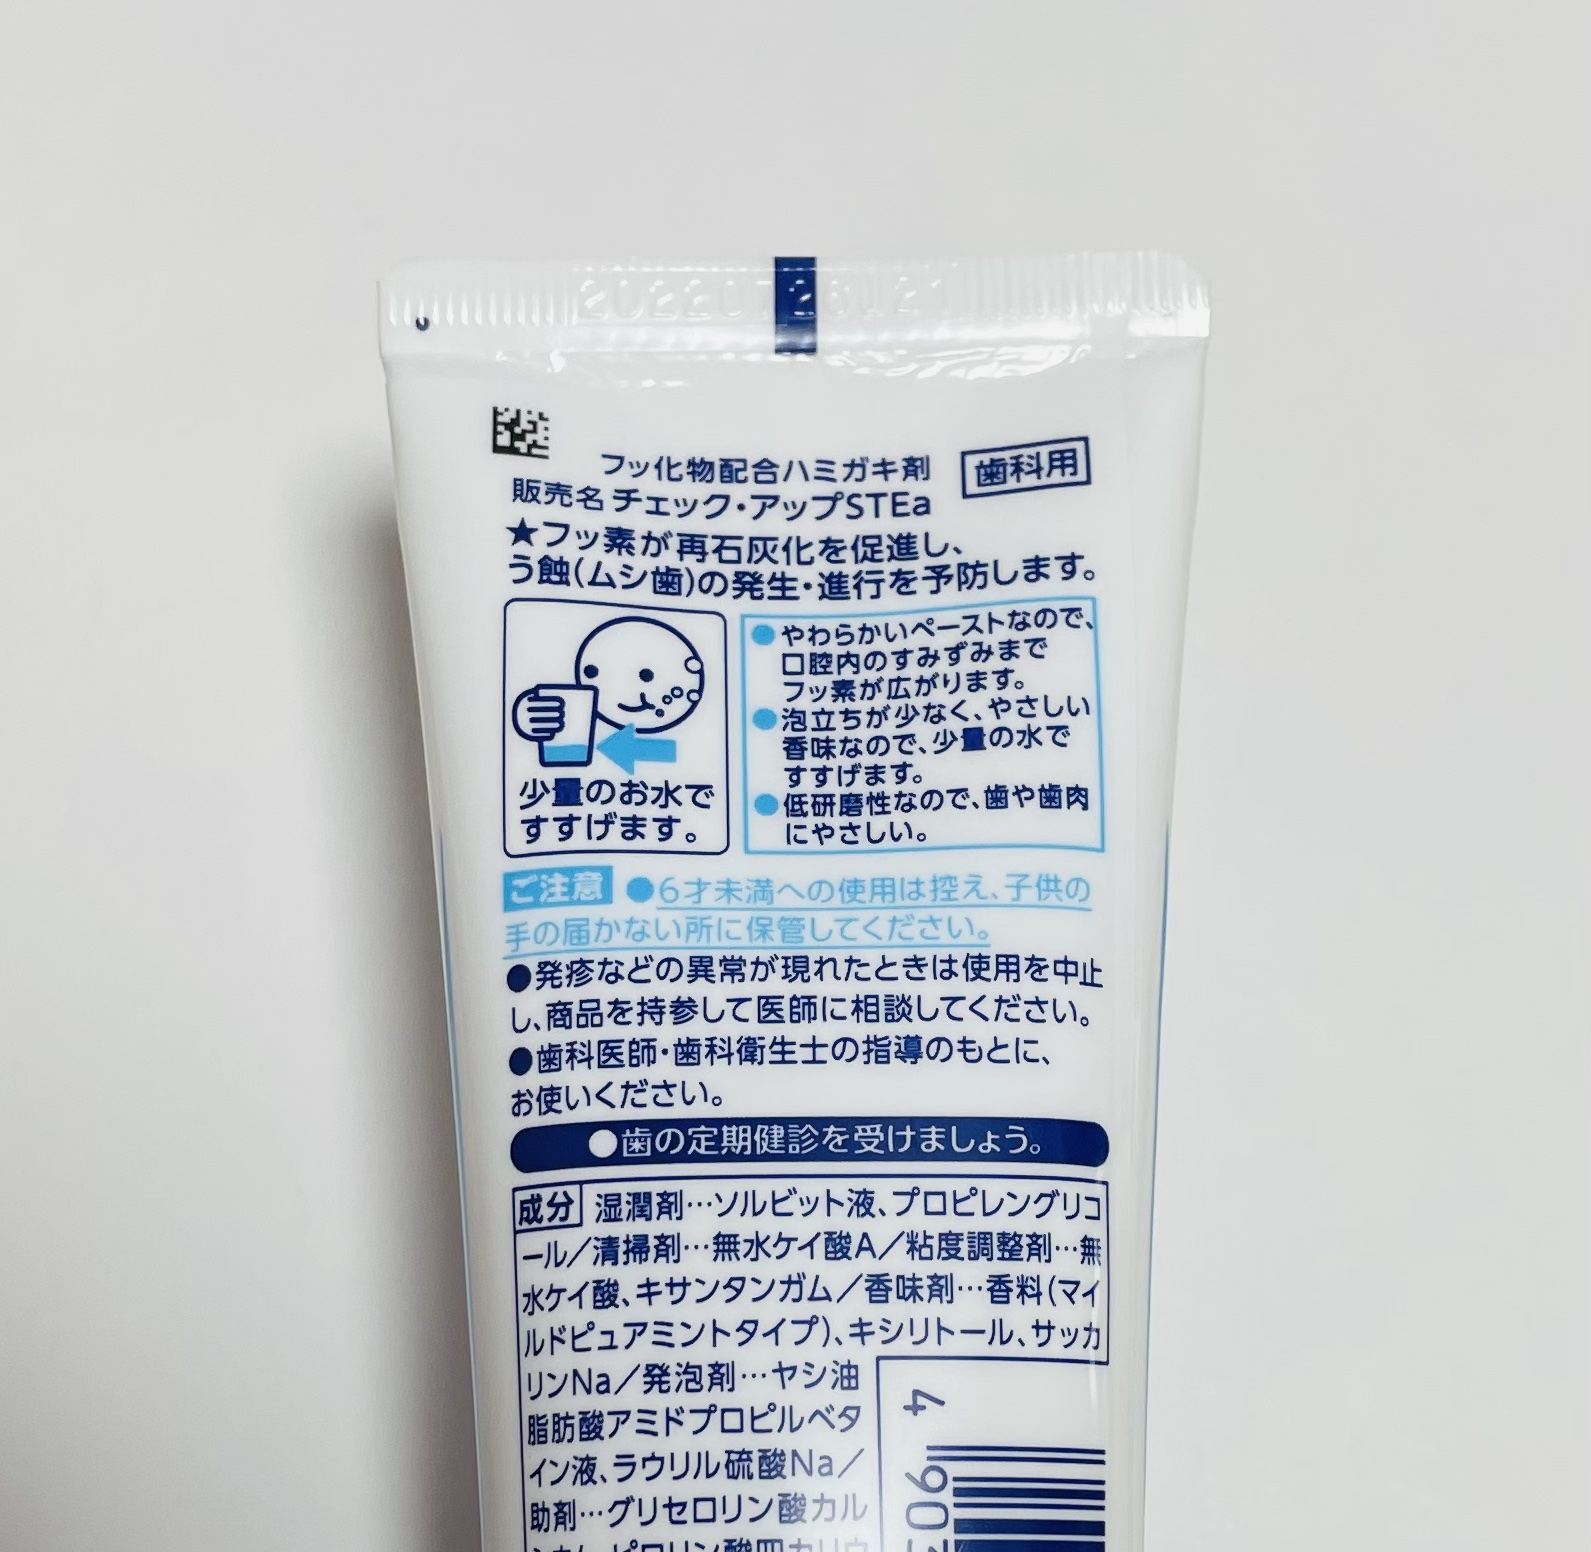 フッ化物配合ハミガキ剤
販売名 チェック・アップSTEa
歯科用
★フッ素が再石灰化を促進し、
う蝕(ムシ歯)の発生・進行を予防します。
少量のお水で
すすげます。
●やわらかいペーストなので、
口腔内のすみずみまで
フッ素が広がります。
●泡立ちが少なく、やさしい
香味なので、少量の水で
すすげます。
●低研磨性なので、歯や歯肉
にやさしい。
ご注意 ●6才未満への使用は控え、子供の
手の届かない所に保管してください。
●発疹などの異常が現れたときは使用を中止
し、商品を持参して医師に相談してください。
●歯科医師・歯科衛生士の指導のもとに、
お使いください。
●歯の定期健診を受けましょう。
成分 湿潤剤…ソルビット液、プロピレングリコ
ール／清掃剤…無水ケイ酸A／粘度調整剤…無
水ケイ酸、キサンタンガム／香味剤…香料(マイ
ルドピュアミントタイプ)、キシリトール、サッカ
リンNa／発泡剤…ヤシ油
脂肪酸アミドプロピルベタ
イン液、ラウリル硫酸Na／
助剤…グリセロリン酸カル
4 903